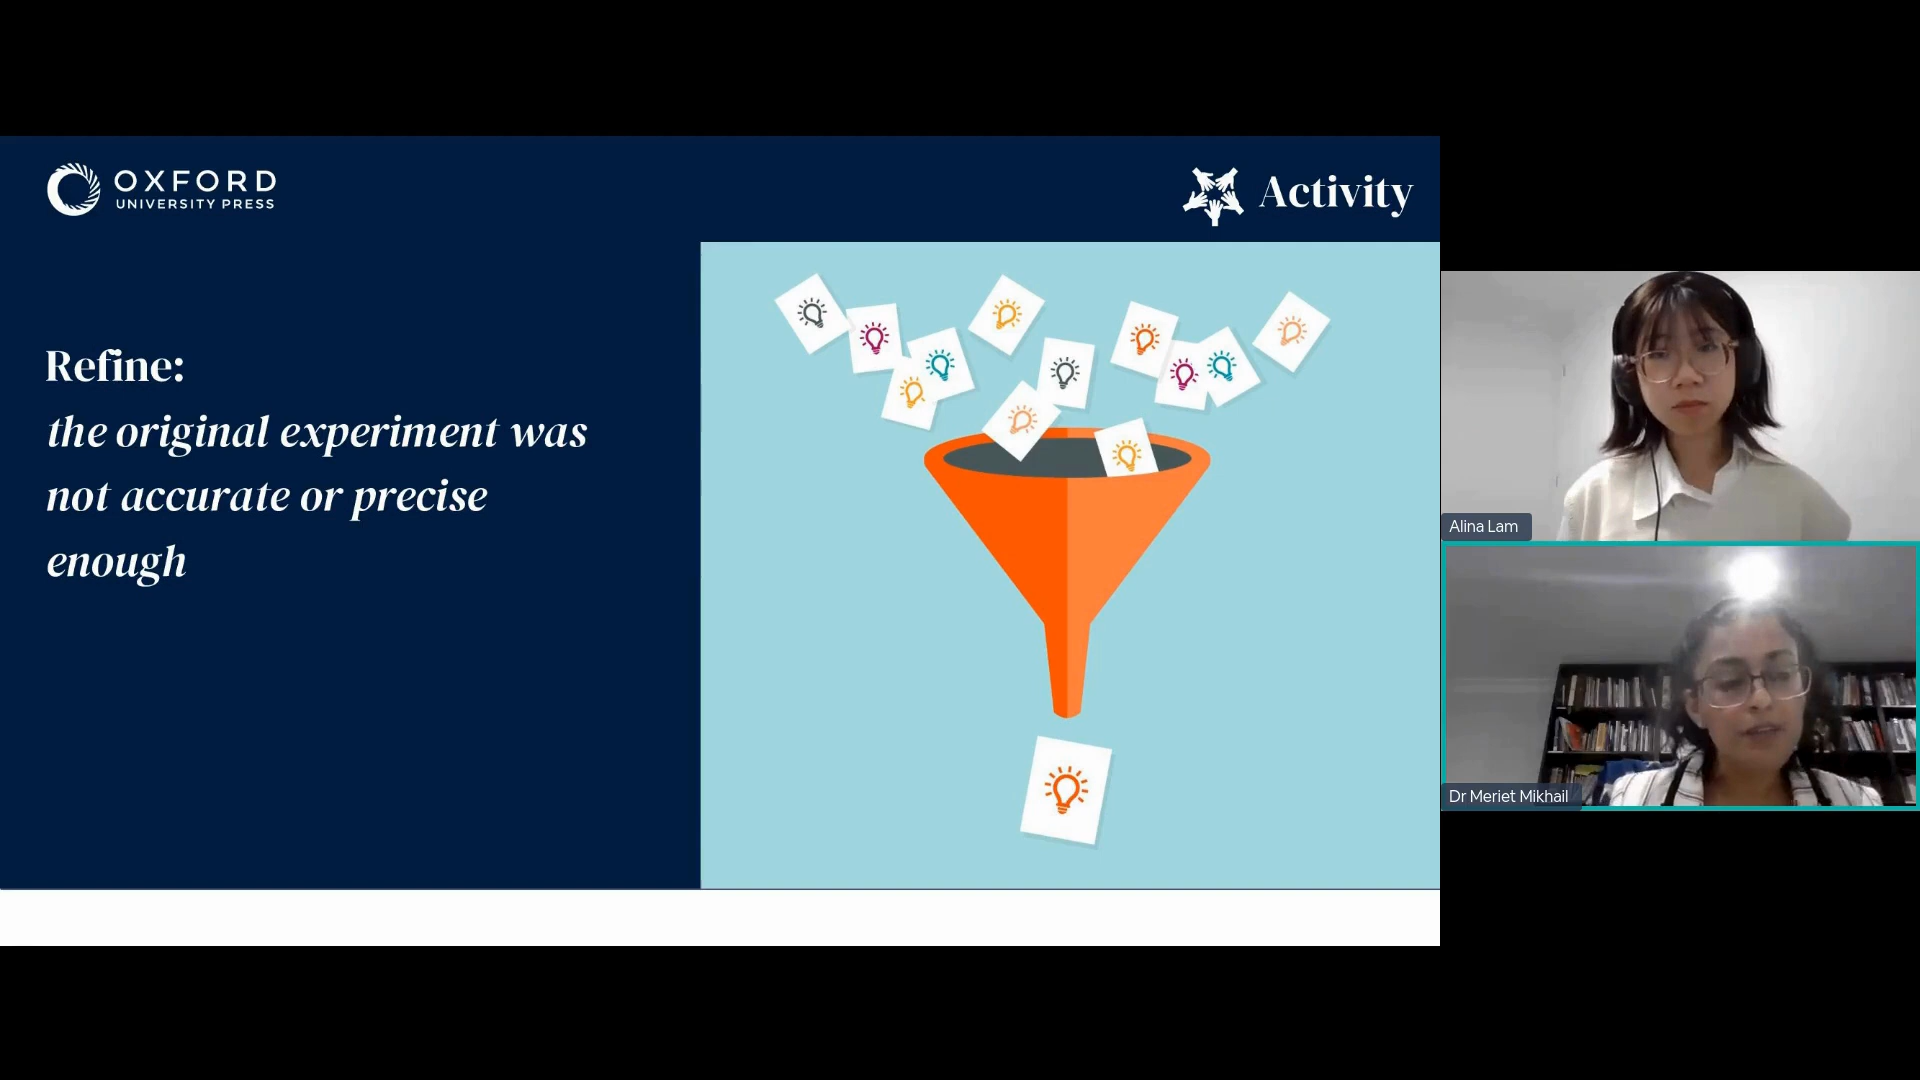 OXFORD
UNIVERSITY PRESS
Activity
Refine:
the original experiment was
not accurate or precise
enough
Alina Lam
Dr Meriet Mikhail